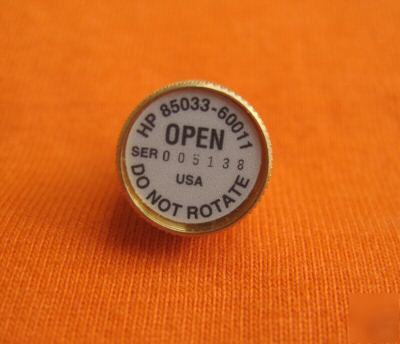 HP 85033-60011
OPEN
SER 005138
USA
DO NOT ROTATE